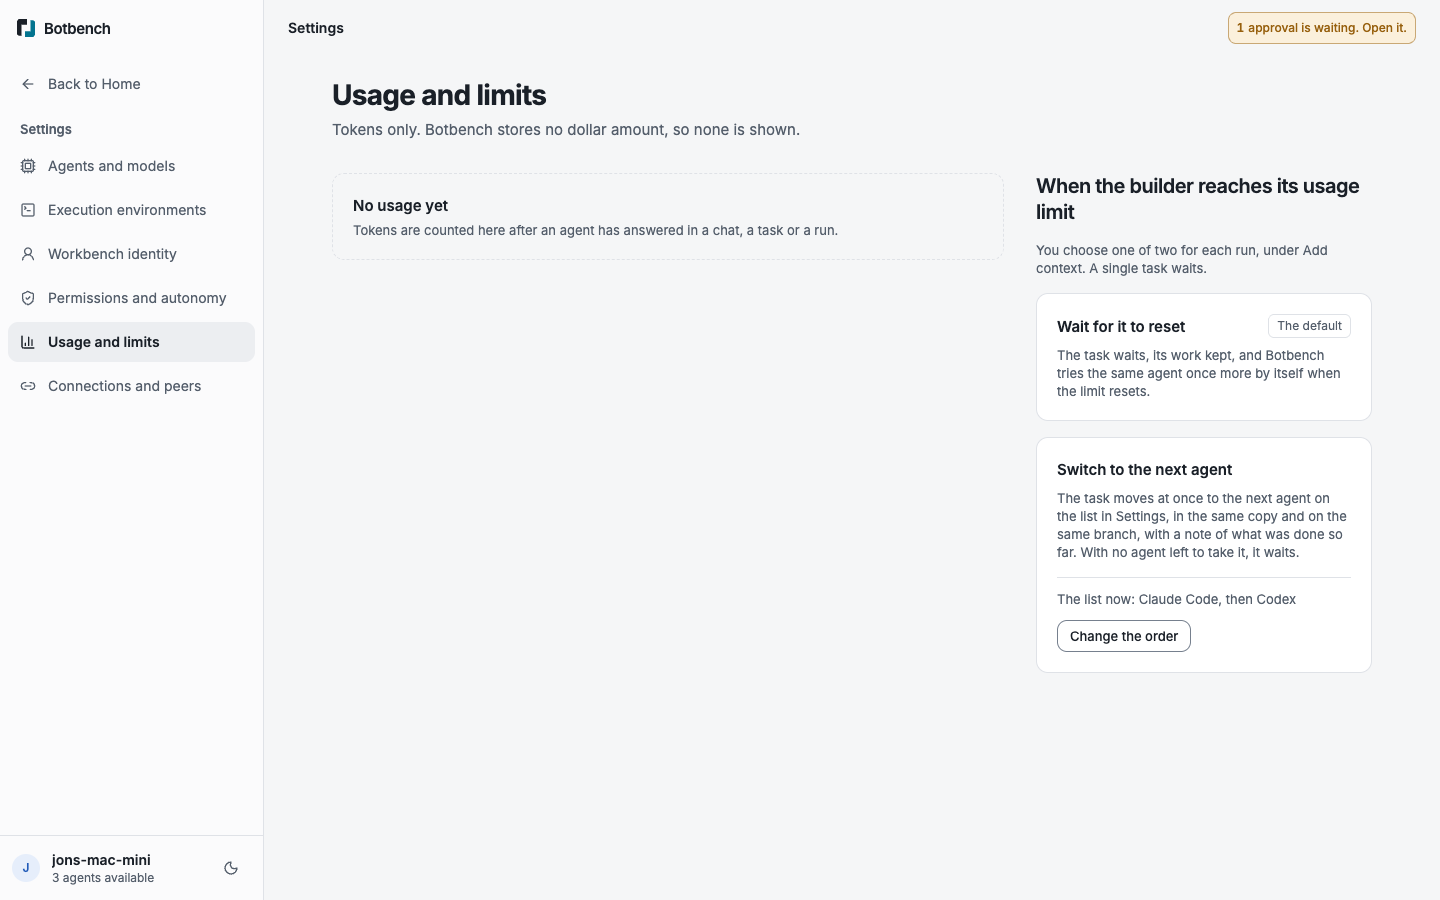 Botbench
Back to Home
Settings
Agents and models
Execution environments
Workbench identity
Permissions and autonomy
Usage and limits
Connections and peers
J
jons-mac-mini
3 agents available
Settings
1 approval is waiting. Open it.
Usage and limits
Tokens only. Botbench stores no dollar amount, so none is shown.
No usage yet
Tokens are counted here after an agent has answered in a chat, a task or a run.
When the builder reaches its usage
limit
You choose one of two for each run, under Add
context. A single task waits.
Wait for it to reset
The default
The task waits, its work kept, and Botbench
tries the same agent once more by itself when
the limit resets.
Switch to the next agent
The task moves at once to the next agent on
the list in Settings, in the same copy and on the
same branch, with a note of what was done so
far. With no agent left to take it, it waits.
The list now: Claude Code, then Codex
Change the order